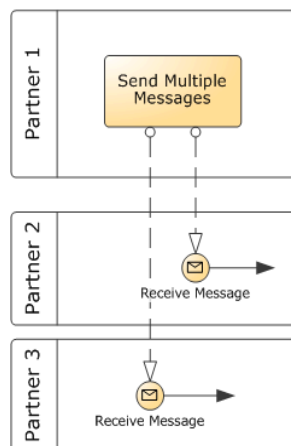 Partner 1
Send Multiple
Messages
Partner 2
Receive Message
Partner 3
Receive Message